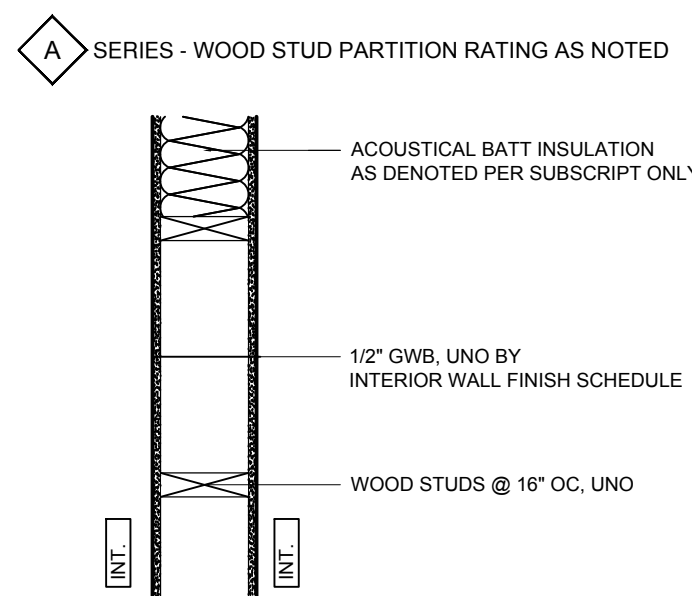 A SERIES - WOOD STUD PARTITION RATING AS NOTED
ACOUSTICAL BATT INSULATION
AS DENOTED PER SUBSCRIPT ONLY
1/2" GWB, UNO BY
INTERIOR WALL FINISH SCHEDULE
WOOD STUDS @ 16" OC, UNO
INT.
INT.